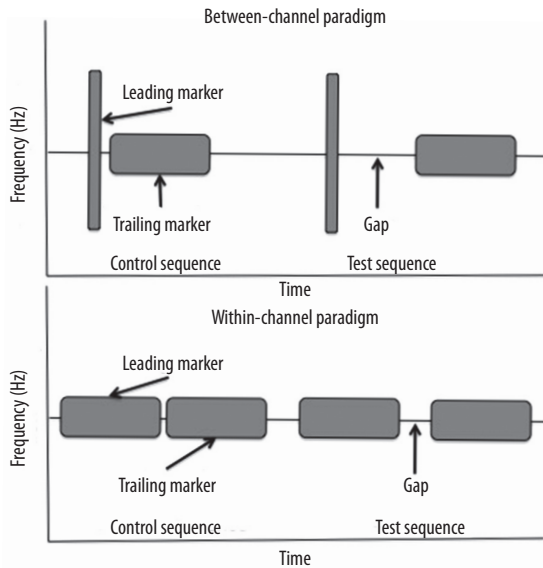 Between-channel paradigm
Frequency (Hz)
Leading marker
Trailing marker
Gap
Control sequence
Test sequence
Time
Within-channel paradigm
Frequency (Hz)
Leading marker
Trailing marker
Gap
Control sequence
Test sequence
Time